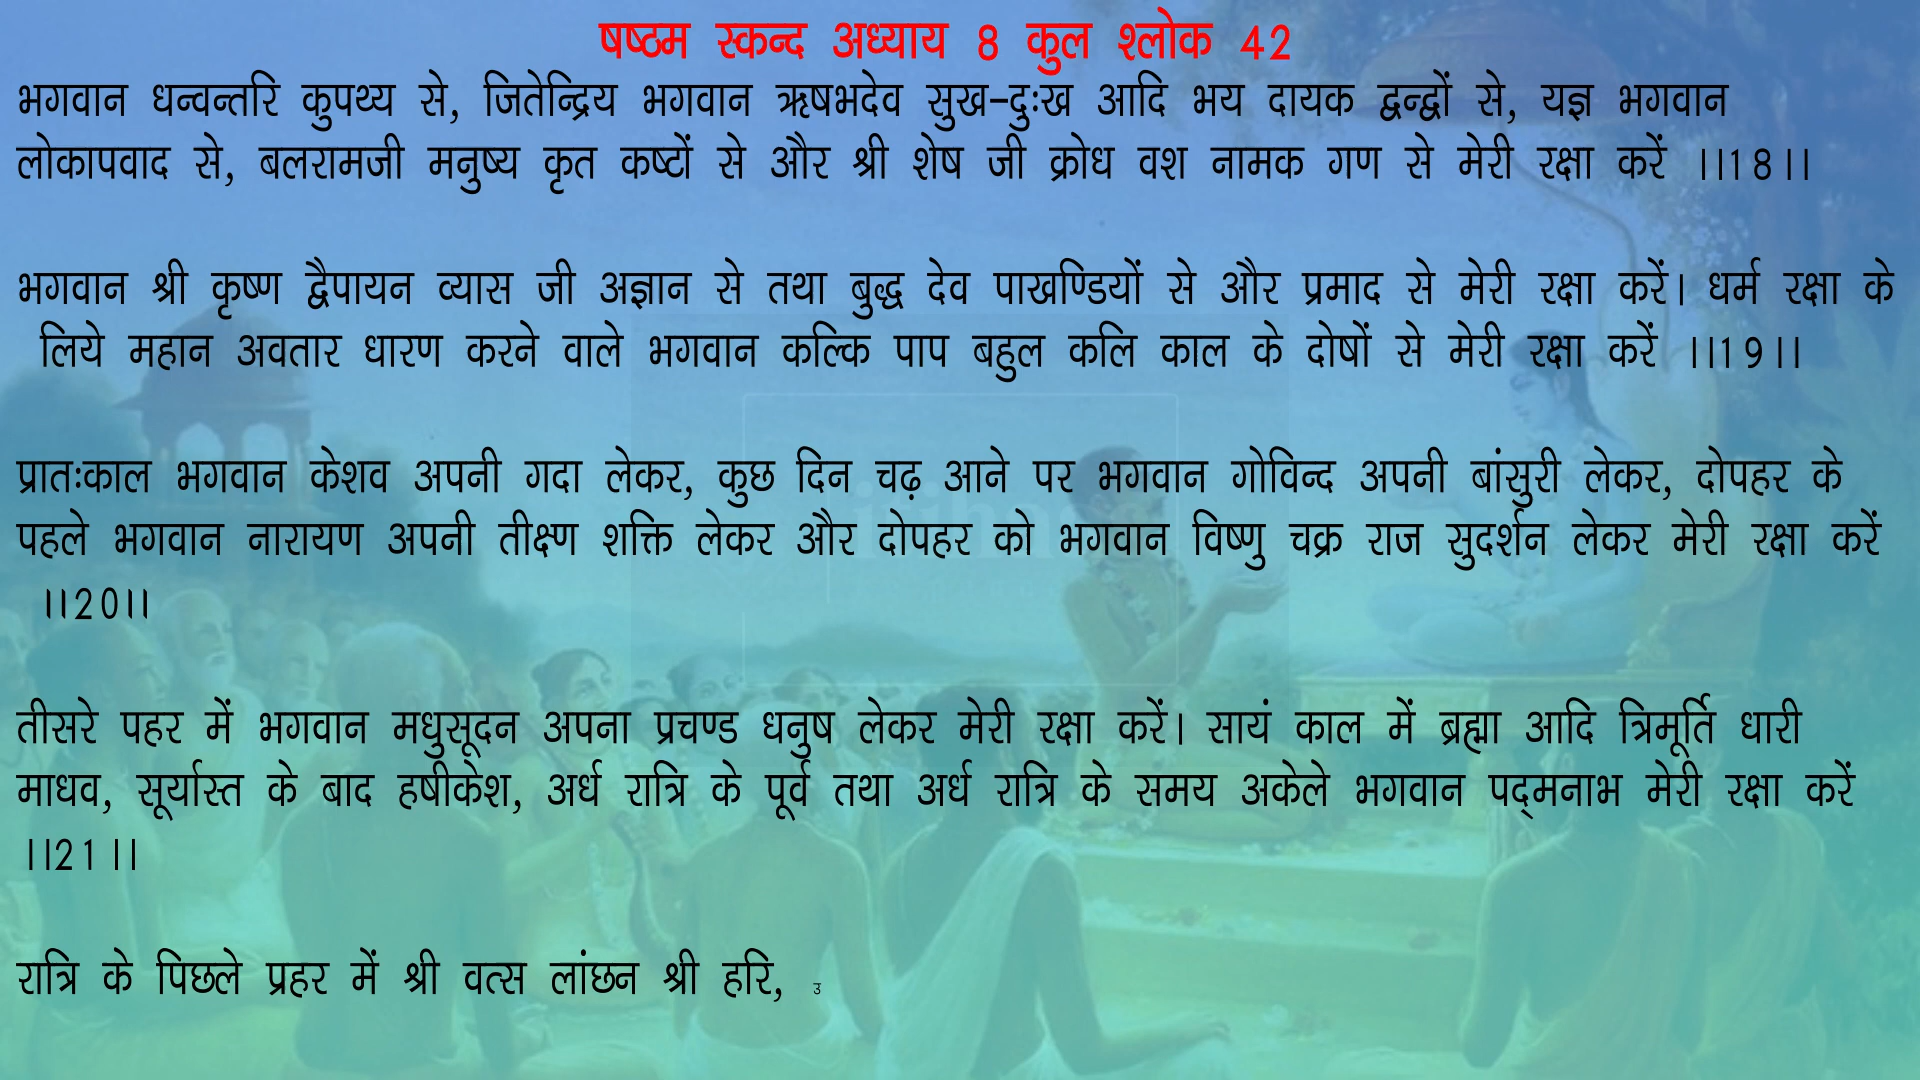 षष्ठम स्कन्द अध्याय 8 कुल श्लोक 42
भगवान धन्वन्तरि कुपथ्य से, जितेन्द्रिय भगवान ऋषभदेव सुख-दुःख आदि भय दायक द्वन्द्वों से, यज्ञ भगवान
लोकापवाद से, बलरामजी मनुष्य कृत कष्टों से और श्री शेष जी क्रोध वश नामक गण से मेरी रक्षा करें ।।18।।
भगवान श्री कृष्ण द्वैपायन व्यास जी अज्ञान से तथा बुद्ध देव पाखण्डियों से और प्रमाद से मेरी रक्षा करें। धर्म रक्षा के
लिये महान अवतार धारण करने वाले भगवान कल्कि पाप बहुल कलि काल के दोषों से मेरी रक्षा करें ।।19।।
प्रातःकाल भगवान केशव अपनी गदा लेकर, कुछ दिन चढ़ आने पर भगवान गोविन्द अपनी बांसुरी लेकर, दोपहर के
पहले भगवान नारायण अपनी तीक्ष्ण शक्ति लेकर और दोपहर को भगवान विष्णु चक्र राज सुदर्शन लेकर मेरी रक्षा करें
।।20।।
तीसरे पहर में भगवान मधुसूदन अपना प्रचण्ड धनुष लेकर मेरी रक्षा करें। सायं काल में ब्रह्मा आदि त्रिमूर्ति धारी
माधव, सूर्यास्त के बाद हृषीकेश, अर्ध रात्रि के पूर्व तथा अर्ध रात्रि के समय अकेले भगवान पद्‌मनाभ मेरी रक्षा करें
।।21।।
रात्रि के पिछले प्रहर में श्री वत्स लांछन श्री हरि, उ